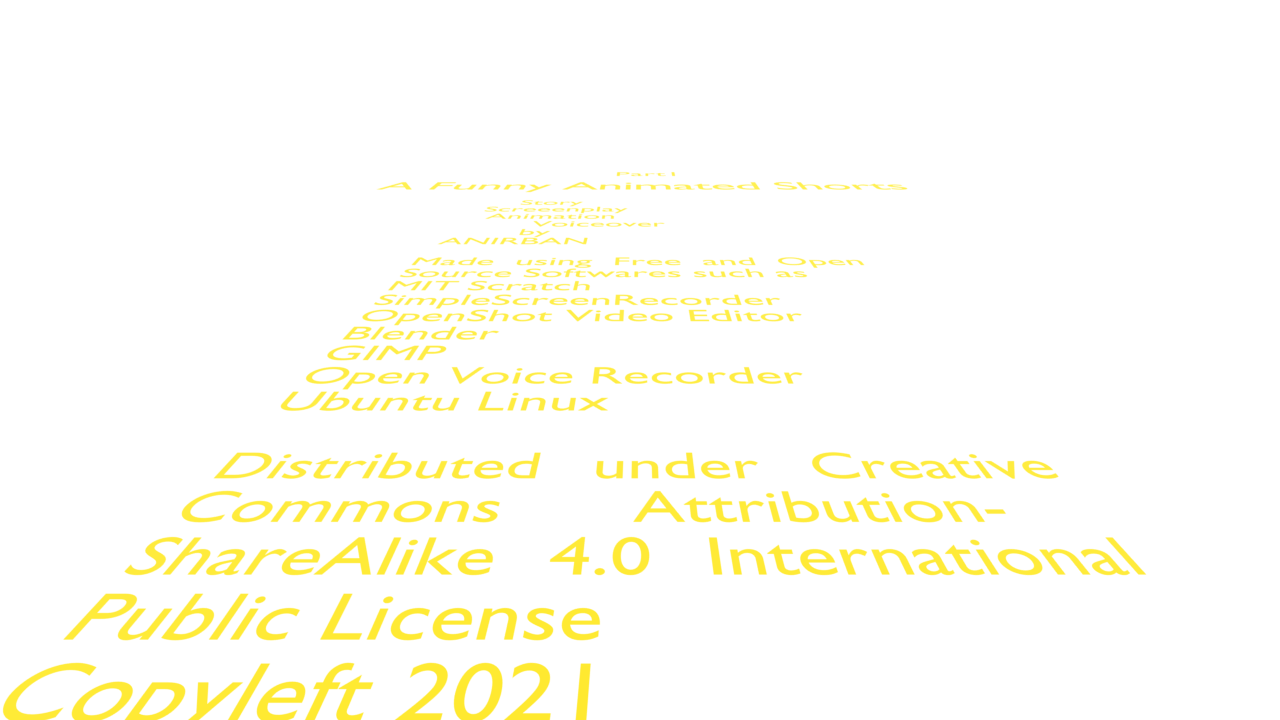 Part1
A Funny Animated Shorts
Story
Screeenplay
Animation
Voiceover
by
ANIRBAN
Made using Free and Open
Source Softwares such as
MIT Scratch
SimpleScreenRecorder
OpenShot Video Editor
Blender
GIMP
Open Voice Recorder
Ubuntu Linux
Distributed under Creative
Commons Attribution-
ShareAlike 4.0 International
Public License
Copyleft 2021